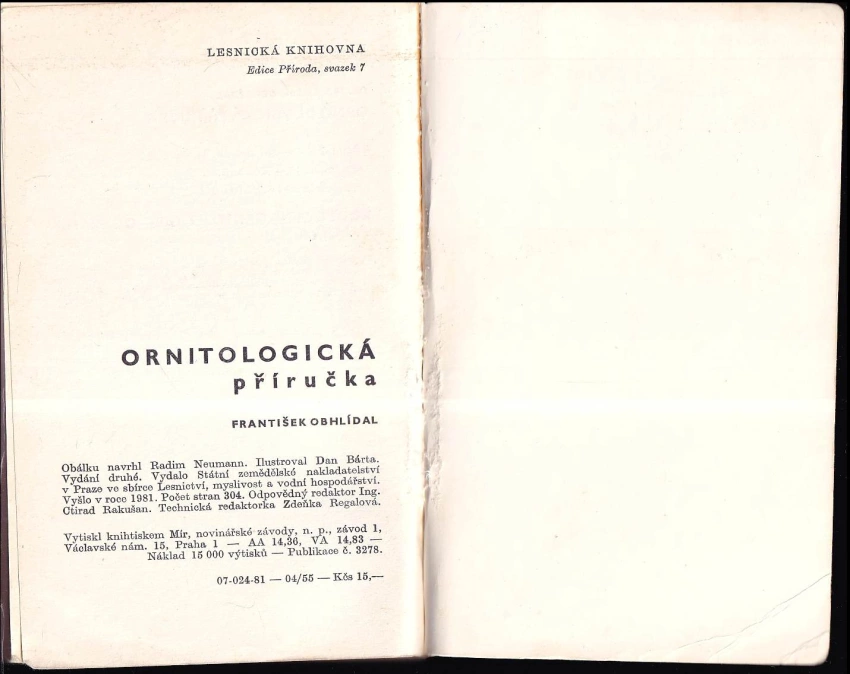 LESNICKÁ KNIHOVNA
Edice Příroda, svazek 7
ORNITOLOGICKÁ
příručka
FRANTIŠEK OBHLÍDAL
Obálku navrhl Radim Neumann. Ilustroval Dan Bárta.
Vydání druhé. Vydalo Státní zemědělské nakladatelství
v Praze ve sbírce Lesnictví, myslivost a vodní hospodářství.
Vyšlo v roce 1981. Počet stran 304. Odpovědný redaktor Ing.
Ctirad Rakušan. Technická redaktorka Zdeňka Regalová.
Vytiskl knihtiskem Mír, novinářské závody, n. p., závod 1,
Václavské nám. 15, Praha 1 — AA 14,36, VA 14,83 —
Náklad 15 000 výtisků — Publikace č. 3278.
07-024-81 — 04/55 — Kčs 15,—